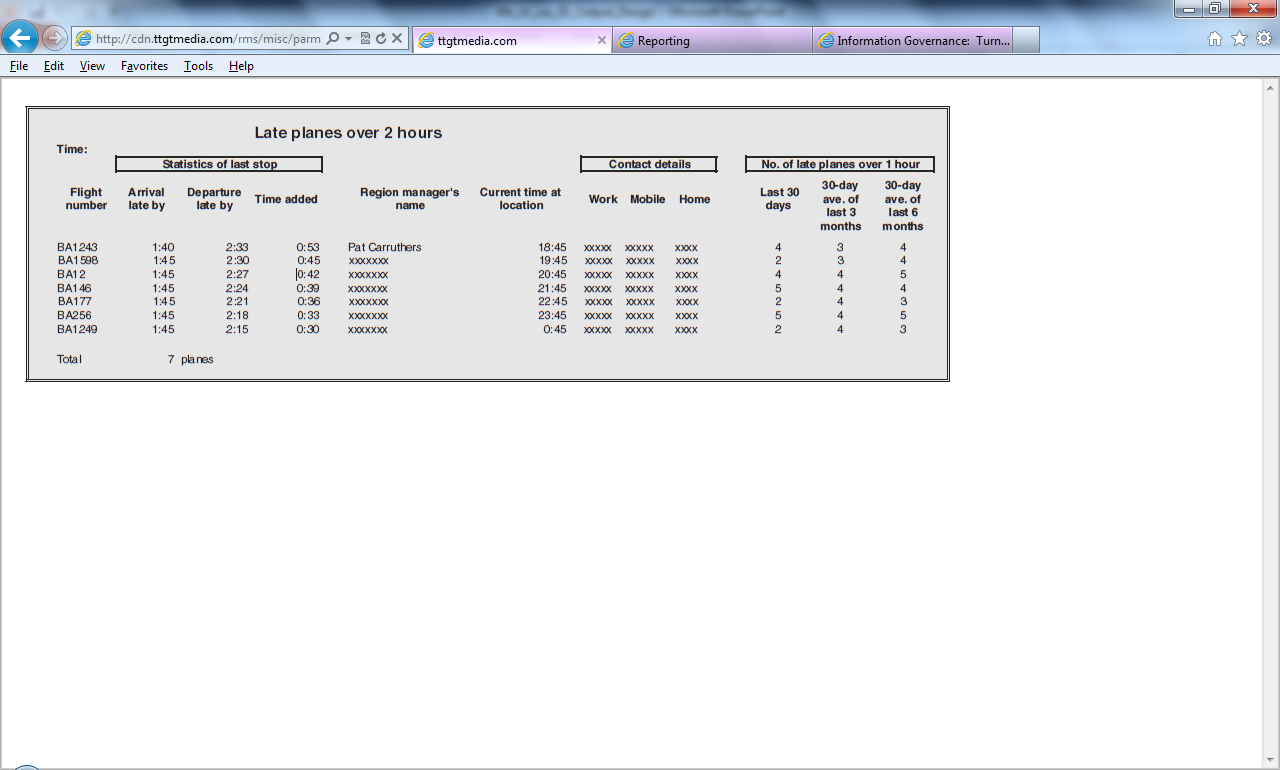 http://cdn.ttgtmedia.com/rms/misc/parm
ttgtmedia.com
Reporting
Information Governance: Turn...
File Edit View Favorites Tools Help
Late planes over 2 hours
Time:
Statistics of last stop Contact details No. of late planes over 1 hour
Flight number Arrival late by Departure late by Time added Region manager's name Current time at location Work Mobile Home Last 30 days 30-day ave. of last 3 months 30-day ave. of last 6 months
BA1243 1:40 2:33 0:53 Pat Carruthers 18:45 xxxxx xxxxx xxxx 4 3 4
BA1598 1:45 2:30 0:45 xxxxxxx 19:45 xxxxx xxxxx xxxx 2 3 4
BA12 1:45 2:27 0:42 xxxxxxx 20:45 xxxxx xxxxx xxxx 4 4 5
BA146 1:45 2:24 0:39 xxxxxxx 21:45 xxxxx xxxxx xxxx 5 4 4
BA177 1:45 2:21 0:36 xxxxxxx 22:45 xxxxx xxxxx xxxx 2 4 3
BA256 1:45 2:18 0:33 xxxxxxx 23:45 xxxxx xxxxx xxxx 5 4 5
BA1249 1:45 2:15 0:30 xxxxxxx 0:45 xxxxx xxxxx xxxx 2 4 3
Total 7 planes